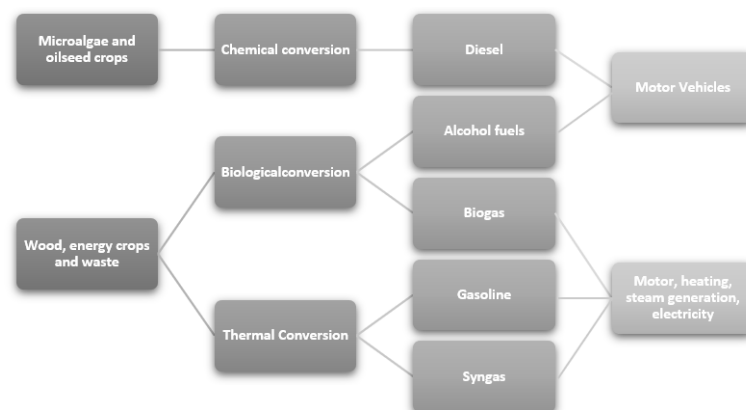 Microalgae and
oilseed crops
Chemical conversion
Diesel
Motor Vehicles
Alcohol fuels
Biologicalconversion
Biogas
Wood, energy crops
and waste
Gasoline
Motor, heating,
steam generation,
electricity
Thermal Conversion
Syngas